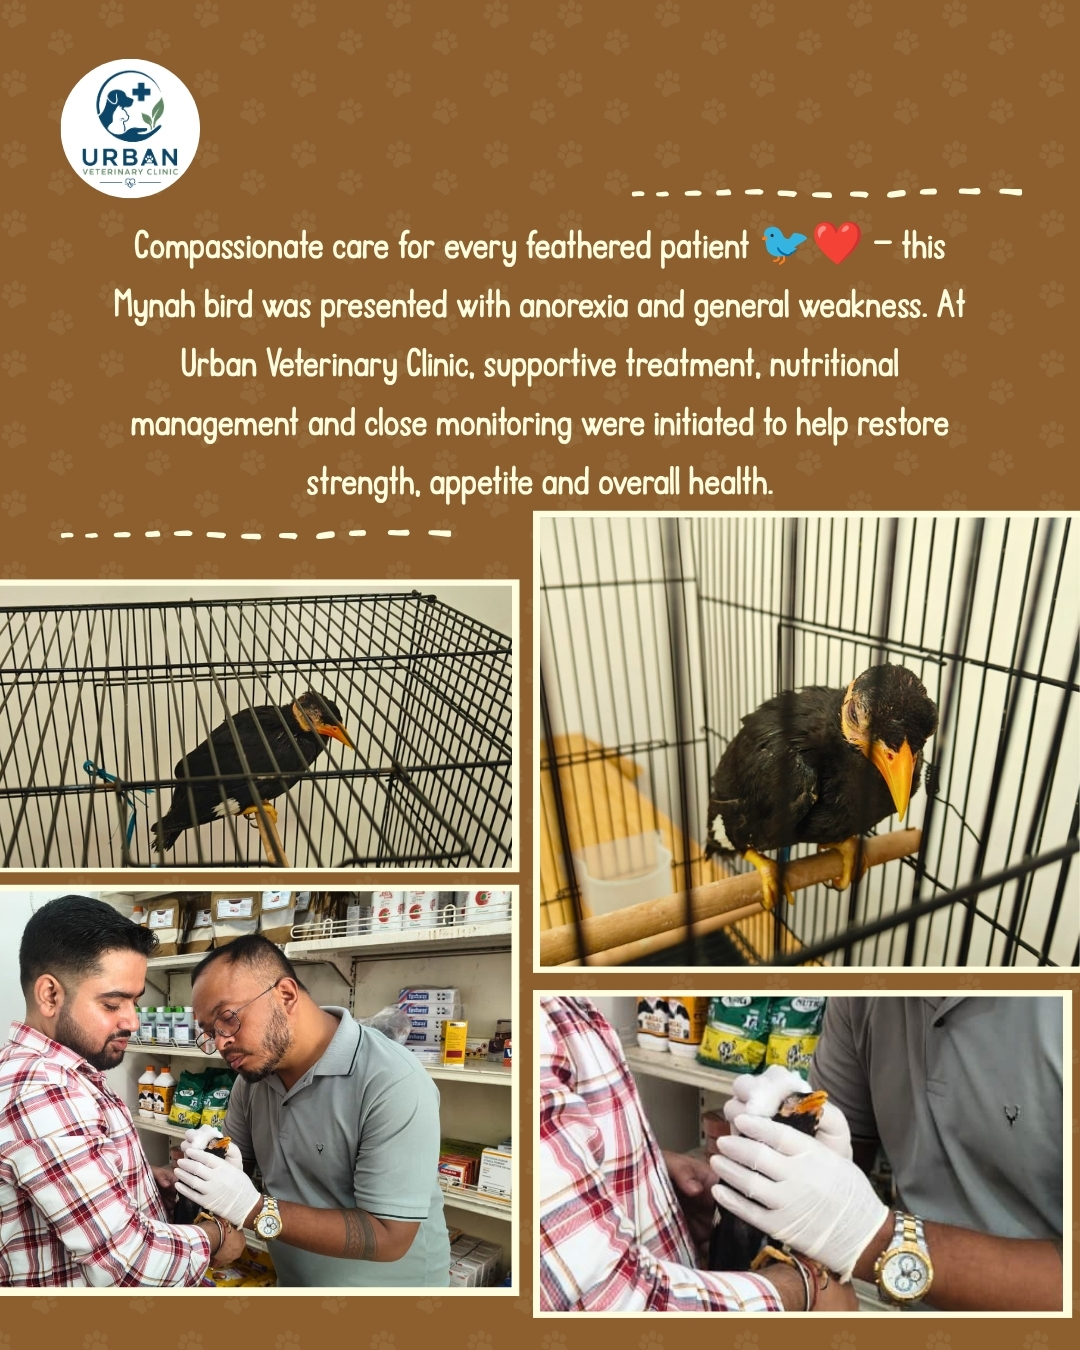 URBAN
VETERINARY CLINIC
Compassionate care for every feathered patient 🐦❤️ – this
Mynah bird was presented with anorexia and general weakness. At
Urban Veterinary Clinic, supportive treatment, nutritional
management and close monitoring were initiated to help restore
strength, appetite and overall health.